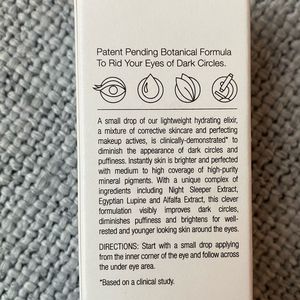 Patent Pending Botanical Formula
To Rid Your Eyes of Dark Circles.
A small drop of our lightweight hydrating elixir,
a mixture of corrective skincare and perfecting
makeup actives, is clinically-demonstrated* to
diminish the appearance of dark circles and
puffiness. Instantly skin is brighter and perfected
with medium to high coverage of high-purity
mineral pigments. With a unique complex of
ingredients including Night Sleeper Extract,
Egyptian Lupine and Alfalfa Extract, this clever
formulation visibly improves dark circles,
diminishes puffiness and brightens for well-
rested and younger looking skin around the eyes.
DIRECTIONS: Start with a small drop applying
from the inner corner of the eye and follow across
the under eye area.
*Based on a clinical study.